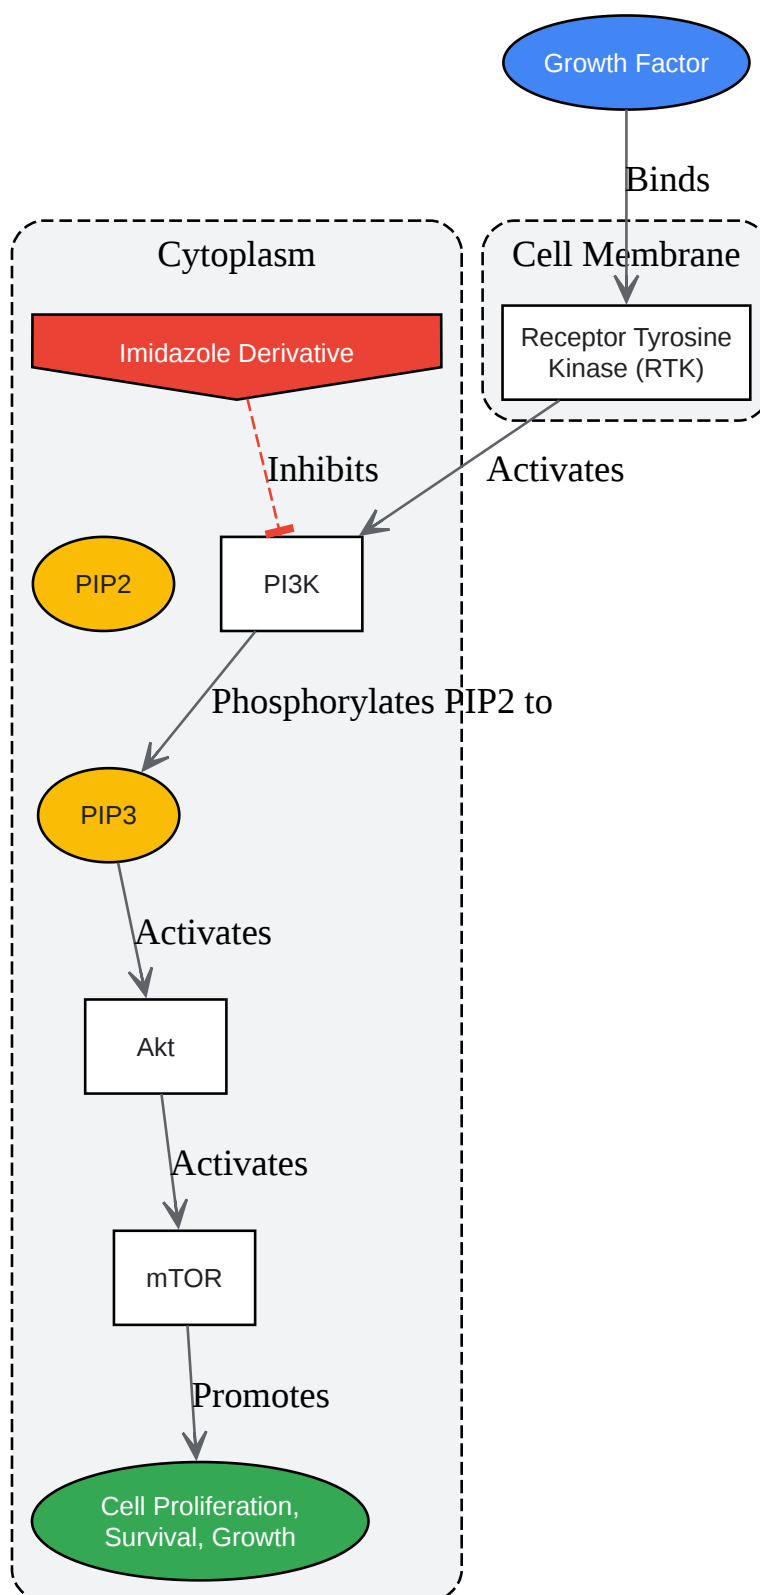 Growth Factor
Binds
Cytoplasm
Cell Membrane
Imidazole Derivative
Receptor Tyrosine
Kinase (RTK)
Inhibits
Activates
PIP2
PI3K
Phosphorylates PIP2 to
PIP3
Activates
Akt
Activates
mTOR
Promotes
Cell Proliferation,
Survival, Growth